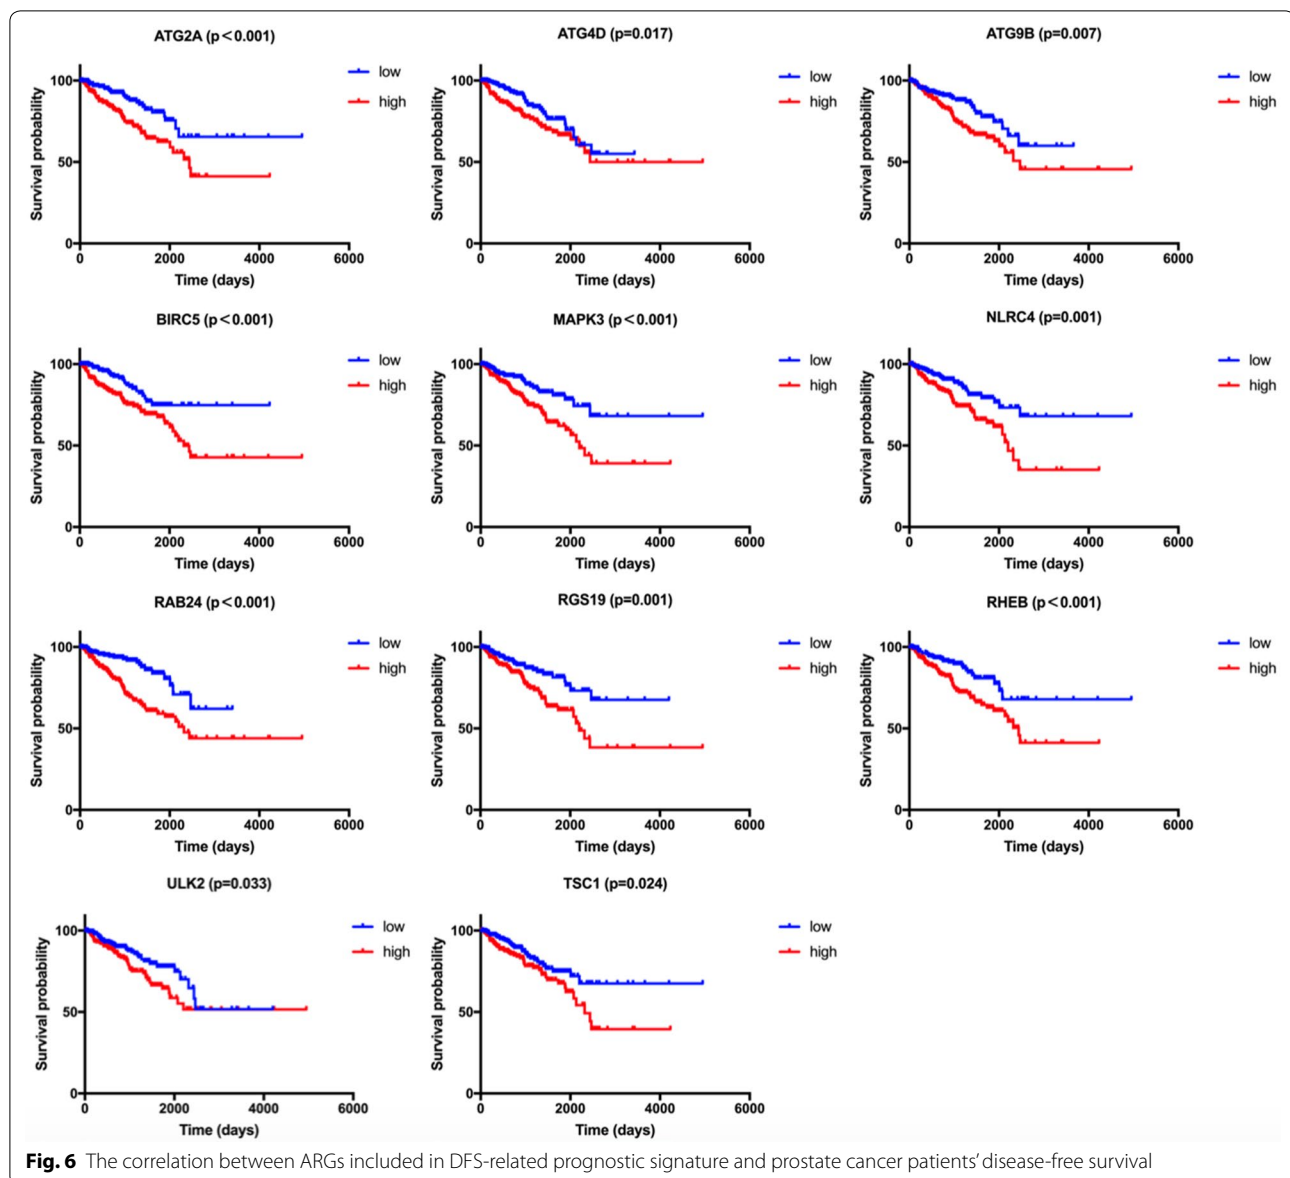 ATG2A (p<0.001)
Survival probability
100
50
0
0 2000 4000 6000
Time (days)
low
high
ATG4D (p=0.017)
Survival probability
100
50
0
0 2000 4000 6000
Time (days)
low
high
ATG9B (p=0.007)
Survival probability
100
50
0
0 2000 4000 6000
Time (days)
low
high
BIRC5 (p<0.001)
Survival probability
100
50
0
0 2000 4000 6000
Time (days)
low
high
MAPK3 (p<0.001)
Survival probability
100
50
0
0 2000 4000 6000
Time (days)
low
high
NLRC4 (p=0.001)
Survival probability
100
50
0
0 2000 4000 6000
Time (days)
low
high
RAB24 (p<0.001)
Survival probability
100
50
0
0 2000 4000 6000
Time (days)
low
high
RGS19 (p=0.001)
Survival probability
100
50
0
0 2000 4000 6000
Time (days)
low
high
RHEB (p<0.001)
Survival probability
100
50
0
0 2000 4000 6000
Time (days)
low
high
ULK2 (p=0.033)
Survival probability
100
50
0
0 2000 4000 6000
Time (days)
low
high
TSC1 (p=0.024)
Survival probability
100
50
0
0 2000 4000 6000
Time (days)
low
high
Fig. 6 The correlation between ARGs included in DFS-related prognostic signature and prostate cancer patients' disease-free survival